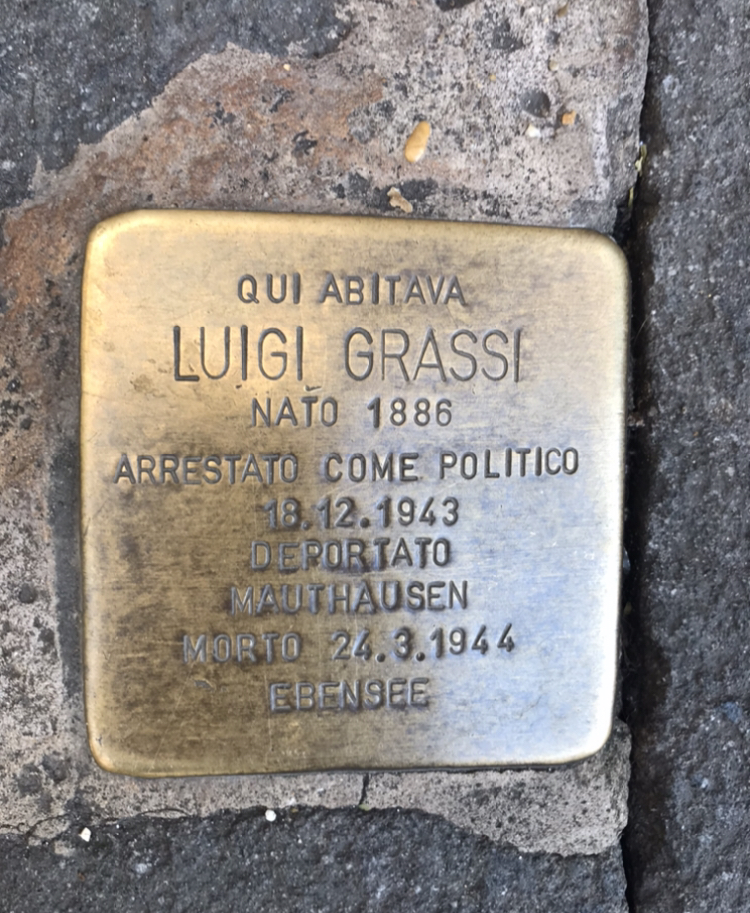 QUI ABITAVA
LUIGI GRASSI
NATO 1886
ARRESTATO COME POLITICO
18.12.1943
DEPORTATO
MAUTHAUSEN
MORTO 24.3.1944
EBENSEE